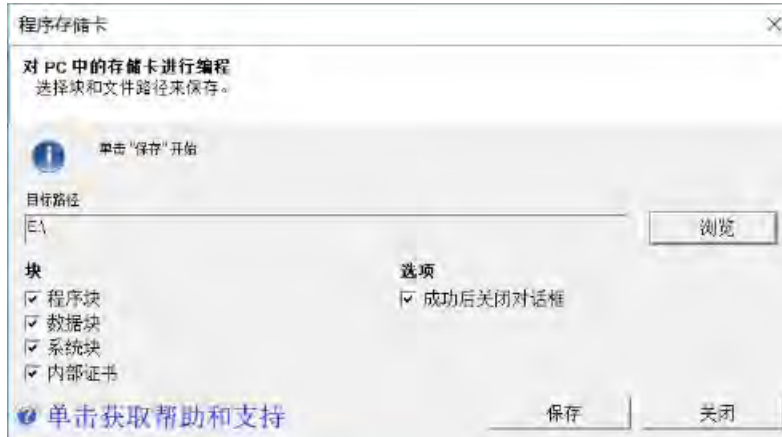 程序存储卡
对 PC 中的存储卡进行编程
选择块和文件路径来保存。
单击"保存"开始
目标路径
E:\
浏览
块
选项
程序块
成功后关闭对话框
数据块
系统块
内部证书
单击获取帮助和支持
保存
关闭